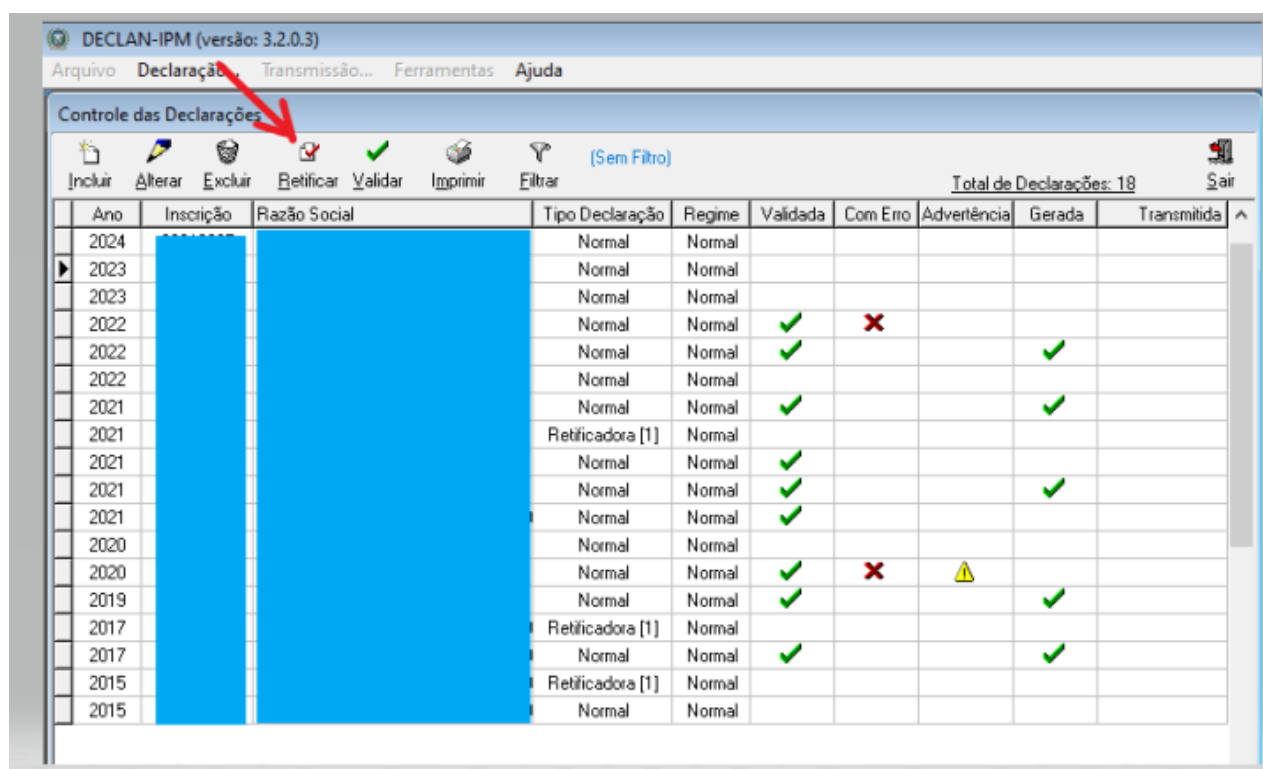 DECLAN-IPM (versão: 3.2.0.3)
Arquivo Declaração... Transmissão... Ferramentas Ajuda
Controle das Declarações
Incluir Alterar Excluir Retificar Validar Imprimir Filtrar (Sem Filtro) Total de Declarações: 18 Sair
Ano Inscrição Razão Social Tipo Declaração Regime Validada Com Erro Advertência Gerada Transmitida
2024 Normal Normal
2023 Normal Normal
2023 Normal Normal
2022 Normal Normal
2022 Normal Normal
2022 Normal Normal
2021 Normal Normal
2021 Retificadora [1] Normal
2021 Normal Normal
2021 Normal Normal
2021 Normal Normal
2020 Normal Normal
2020 Normal Normal
2019 Normal Normal
2017 Retificadora [1] Normal
2017 Normal Normal
2015 Retificadora [1] Normal
2015 Normal Normal